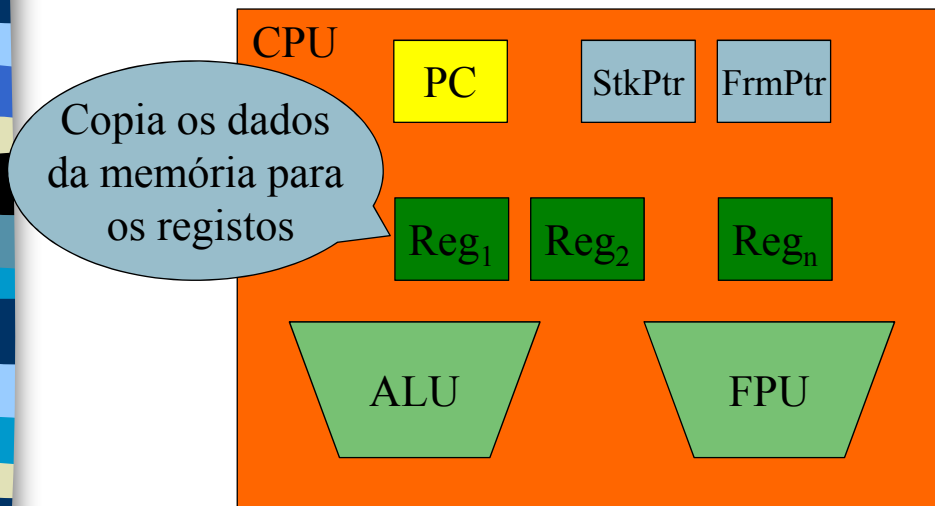 CPU
PC
StkPtr
FrmPtr
Copia os dados
da memória para
os registos
Reg₁
Reg₂
Regₙ
ALU
FPU